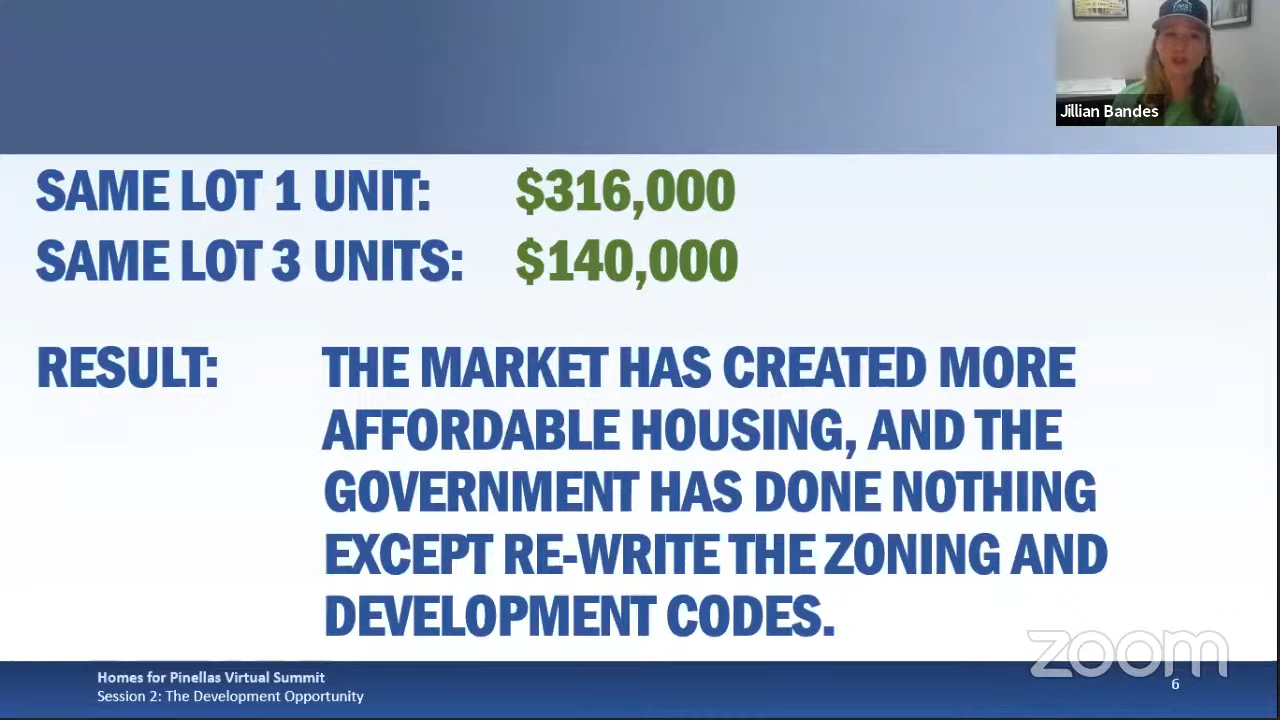 Jillian Bandes
SAME LOT 1 UNIT: $316,000
SAME LOT 3 UNITS: $140,000
RESULT: THE MARKET HAS CREATED MORE
AFFORDABLE HOUSING, AND THE
GOVERNMENT HAS DONE NOTHING
EXCEPT RE-WRITE THE ZONING AND
DEVELOPMENT CODES.
zoom
Homes for Pinellas Virtual Summit
Session 2: The Development Opportunity
6